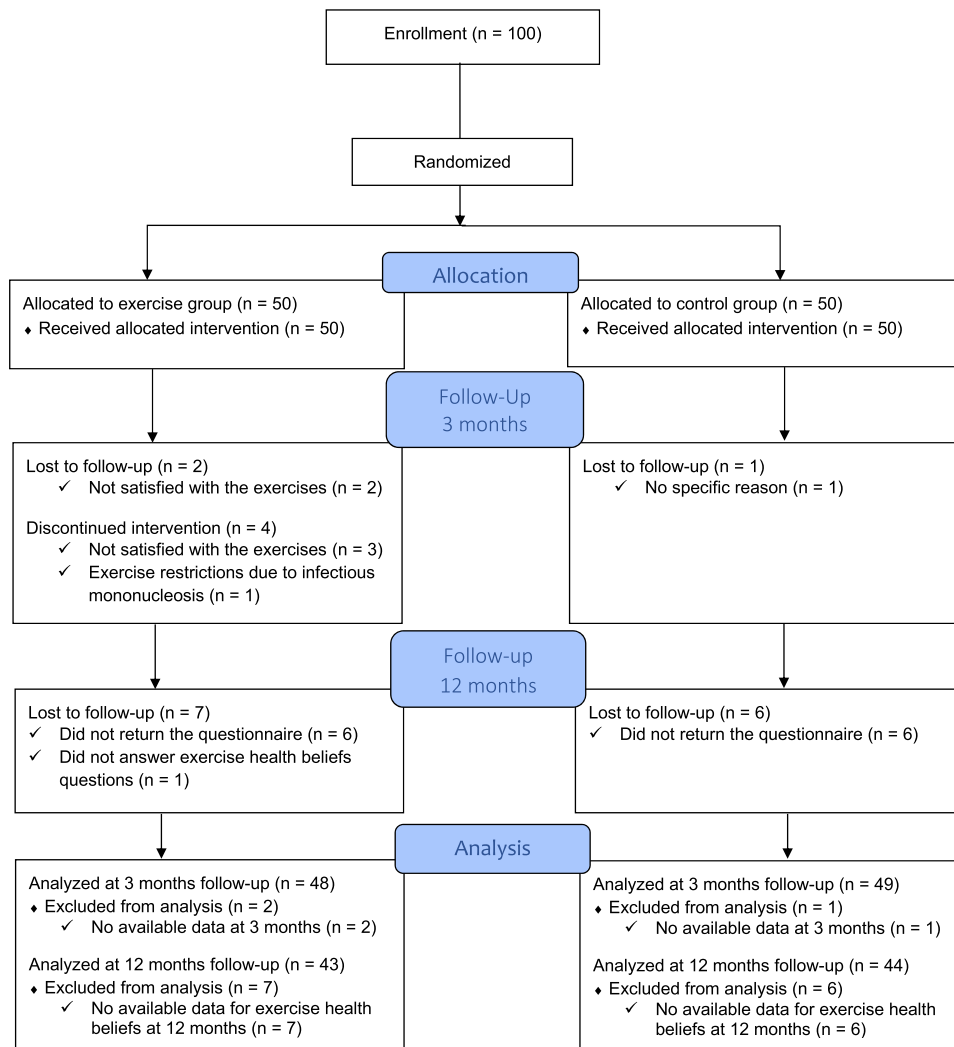 Enrollment (n = 100)
Randomized
Allocation
Allocated to exercise group (n = 50)
♦ Received allocated intervention (n = 50)
Allocated to control group (n = 50)
♦ Received allocated intervention (n = 50)
Follow-Up
3 months
Lost to follow-up (n = 2)
✓ Not satisfied with the exercises (n = 2)
Discontinued intervention (n = 4)
✓ Not satisfied with the exercises (n = 3)
✓ Exercise restrictions due to infectious
mononucleosis (n = 1)
Lost to follow-up (n = 1)
✓ No specific reason (n = 1)
Follow-up
12 months
Lost to follow-up (n = 7)
✓ Did not return the questionnaire (n = 6)
✓ Did not answer exercise health beliefs
questions (n = 1)
Lost to follow-up (n = 6)
✓ Did not return the questionnaire (n = 6)
Analysis
Analyzed at 3 months follow-up (n = 48)
♦ Excluded from analysis (n = 2)
✓ No available data at 3 months (n = 2)
Analyzed at 12 months follow-up (n = 43)
♦ Excluded from analysis (n = 7)
✓ No available data for exercise health
beliefs at 12 months (n = 7)
Analyzed at 3 months follow-up (n = 49)
♦ Excluded from analysis (n = 1)
✓ No available data at 3 months (n = 1)
Analyzed at 12 months follow-up (n = 44)
♦ Excluded from analysis (n = 6)
✓ No available data for exercise health
beliefs at 12 months (n = 6)